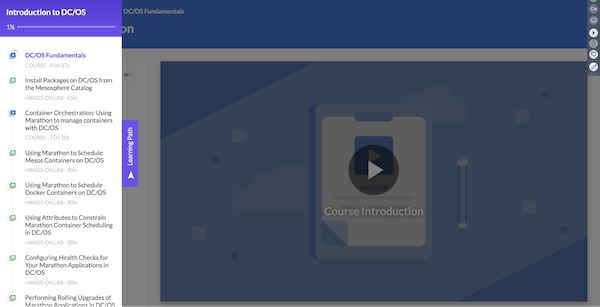 Introduction to DC/OS
1%
DC/OS Fundamentals
COURSE - 45m 37s
Install Packages on DC/OS from
the Mesosphere Catalog
HANDS-ON LAB - 65m
Container Orchestration: Using
Marathon to manage containers
with DC/OS
COURSE - 71m 10s
Using Marathon to Schedule
Mesos Containers on DC/OS
HANDS-ON LAB - 90m
Using Marathon to Schedule
Docker Containers on DC/OS
HANDS-ON LAB - 90m
Using Attributes to Constrain
Marathon Container Scheduling
in DC/OS
HANDS-ON LAB - 50m
Configuring Health Checks for
Your Marathon Applications in
DC/OS
HANDS-ON LAB - 50m
Performing Rolling Upgrades of
Marathon Applications in DC/OS
Learning Path
DC/OS Fundamentals
on
Course Introduction